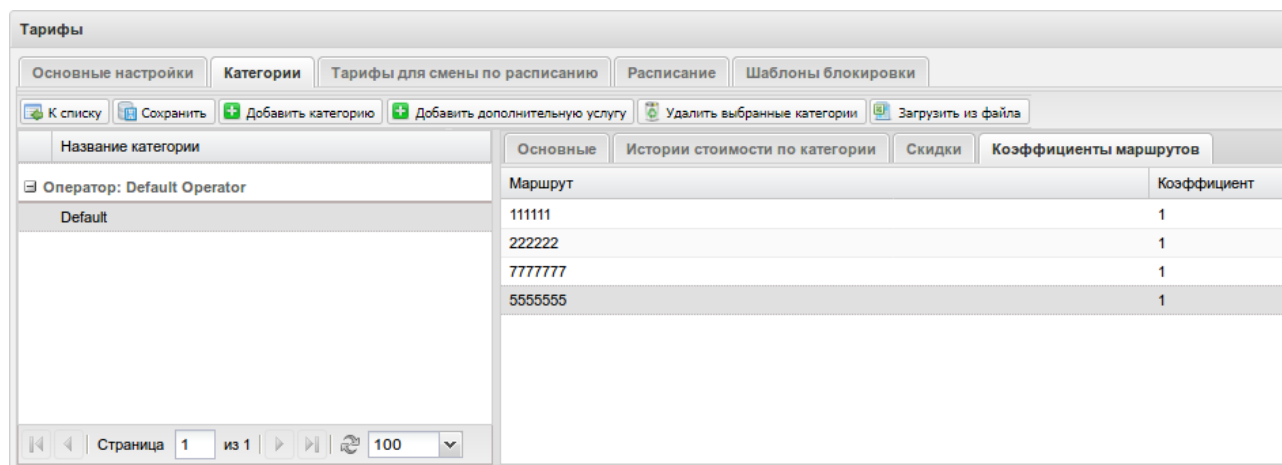 Тарифы
Основные настройки Категории Тарифы для смены по расписанию Расписание Шаблоны блокировки
К списку Сохранить Добавить категорию Добавить дополнительную услугу Удалить выбранные категории Загрузить из файла
Название категории
Оператор: Default Operator
Default
Страница 1 из 1 100
Основные Истории стоимости по категории Скидки Коэффициенты маршрутов
Маршрут Коэффициент
111111 1
222222 1
7777777 1
5555555 1